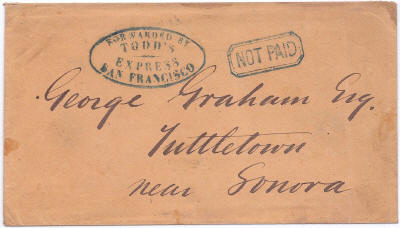 FORWARDED BY
TODD'S
EXPRESS
SAN FRANCISCO
NOT PAID
George Graham Esq.
Tuttletown
near Sonora